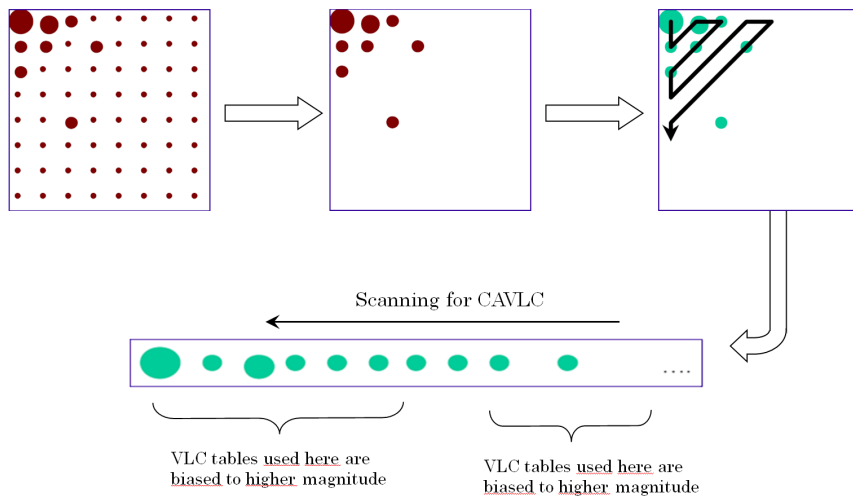 Scanning for CAVLC
....
VLC tables used here are
biased to higher magnitude
VLC tables used here are
biased to higher magnitude